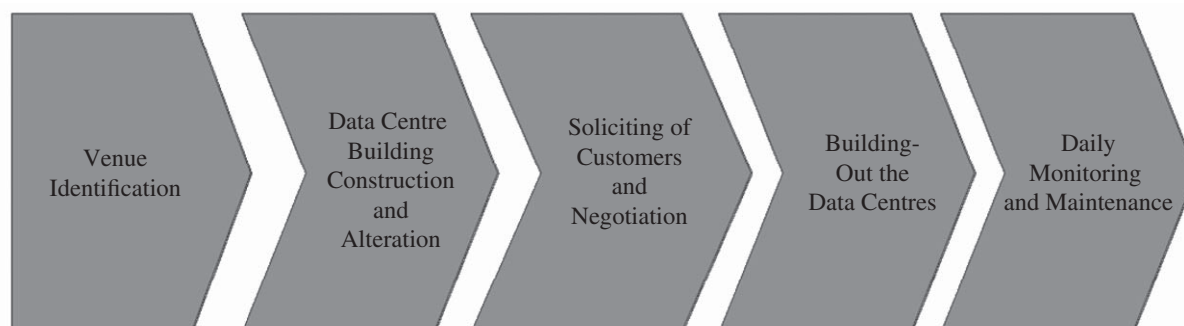 Venue
Identification
Data Centre
Building
Construction
and
Alteration
Soliciting of
Customers
and
Negotiation
Building-
Out the
Data Centres
Daily
Monitoring
and Maintenance